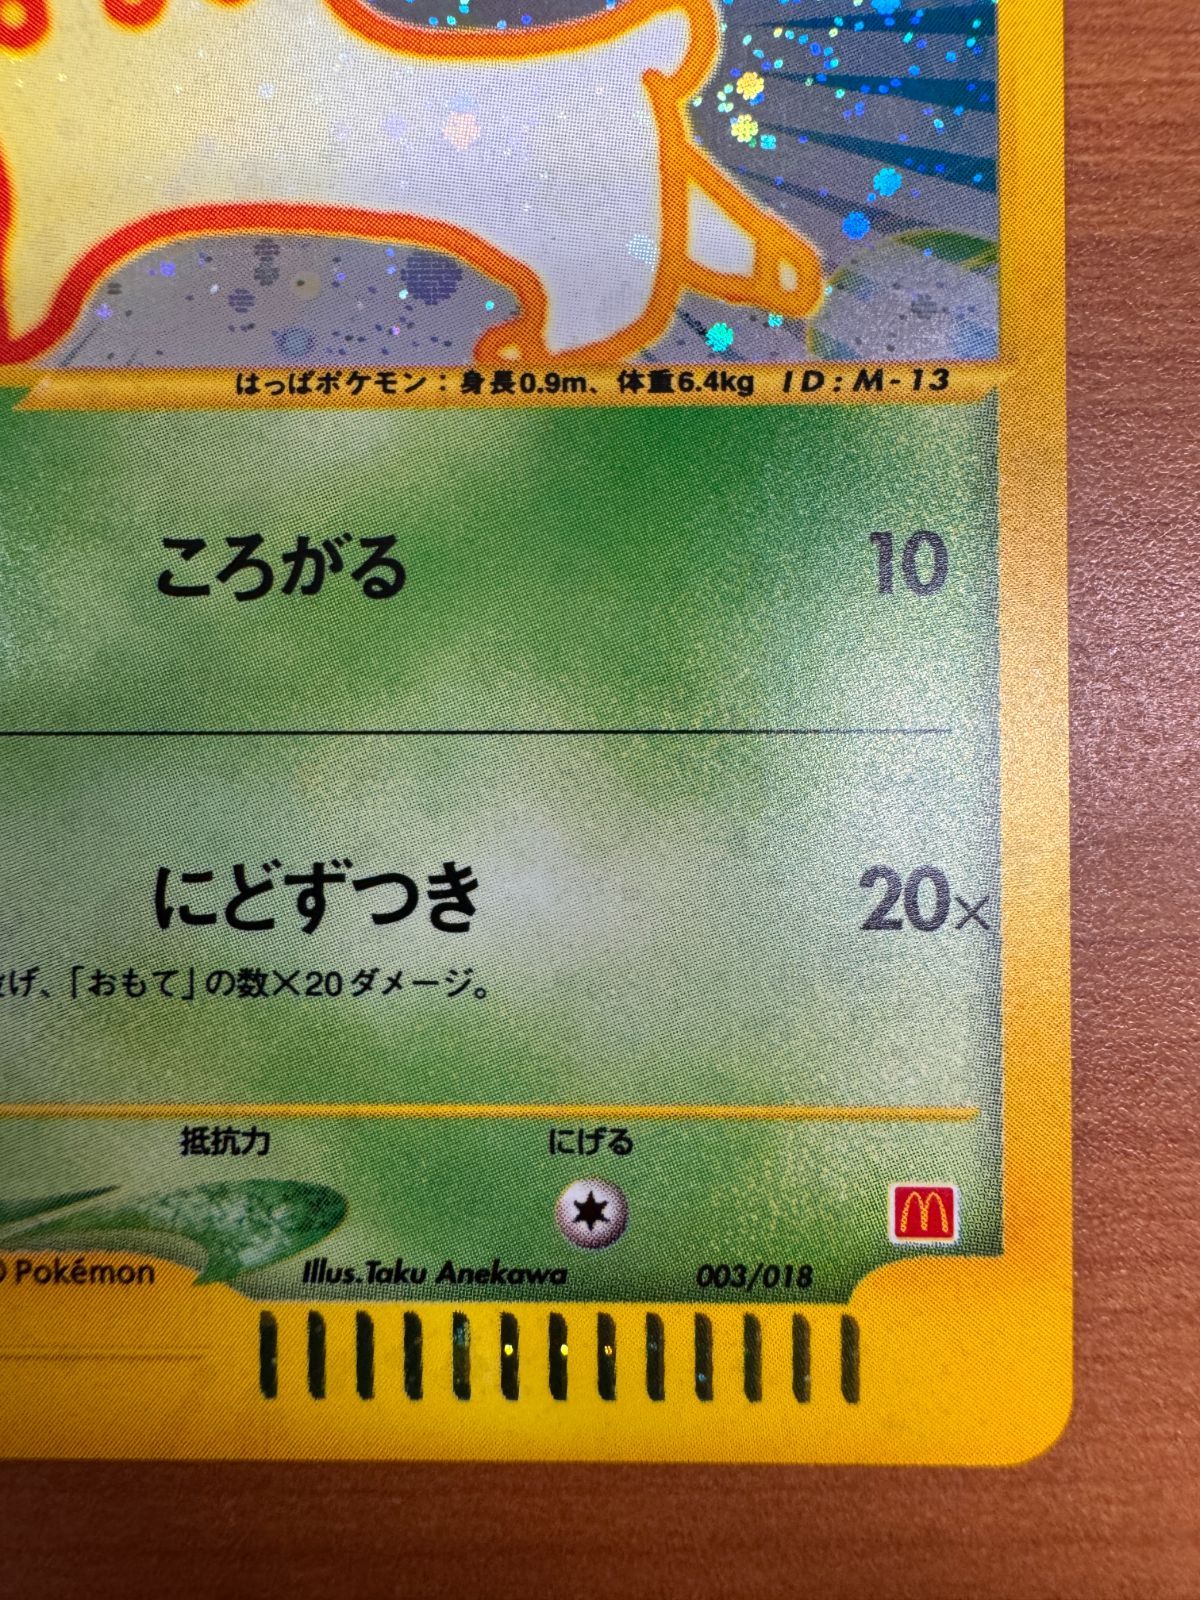 はっばポケモン：身長0.9m、体重6.4kg ID:M-13
ころがる 10
にどずつき 20×
げ、「おもて」の数×20ダメージ。
抵抗力 にげる
Pokémon Illus.Taku Anekawa 003/018